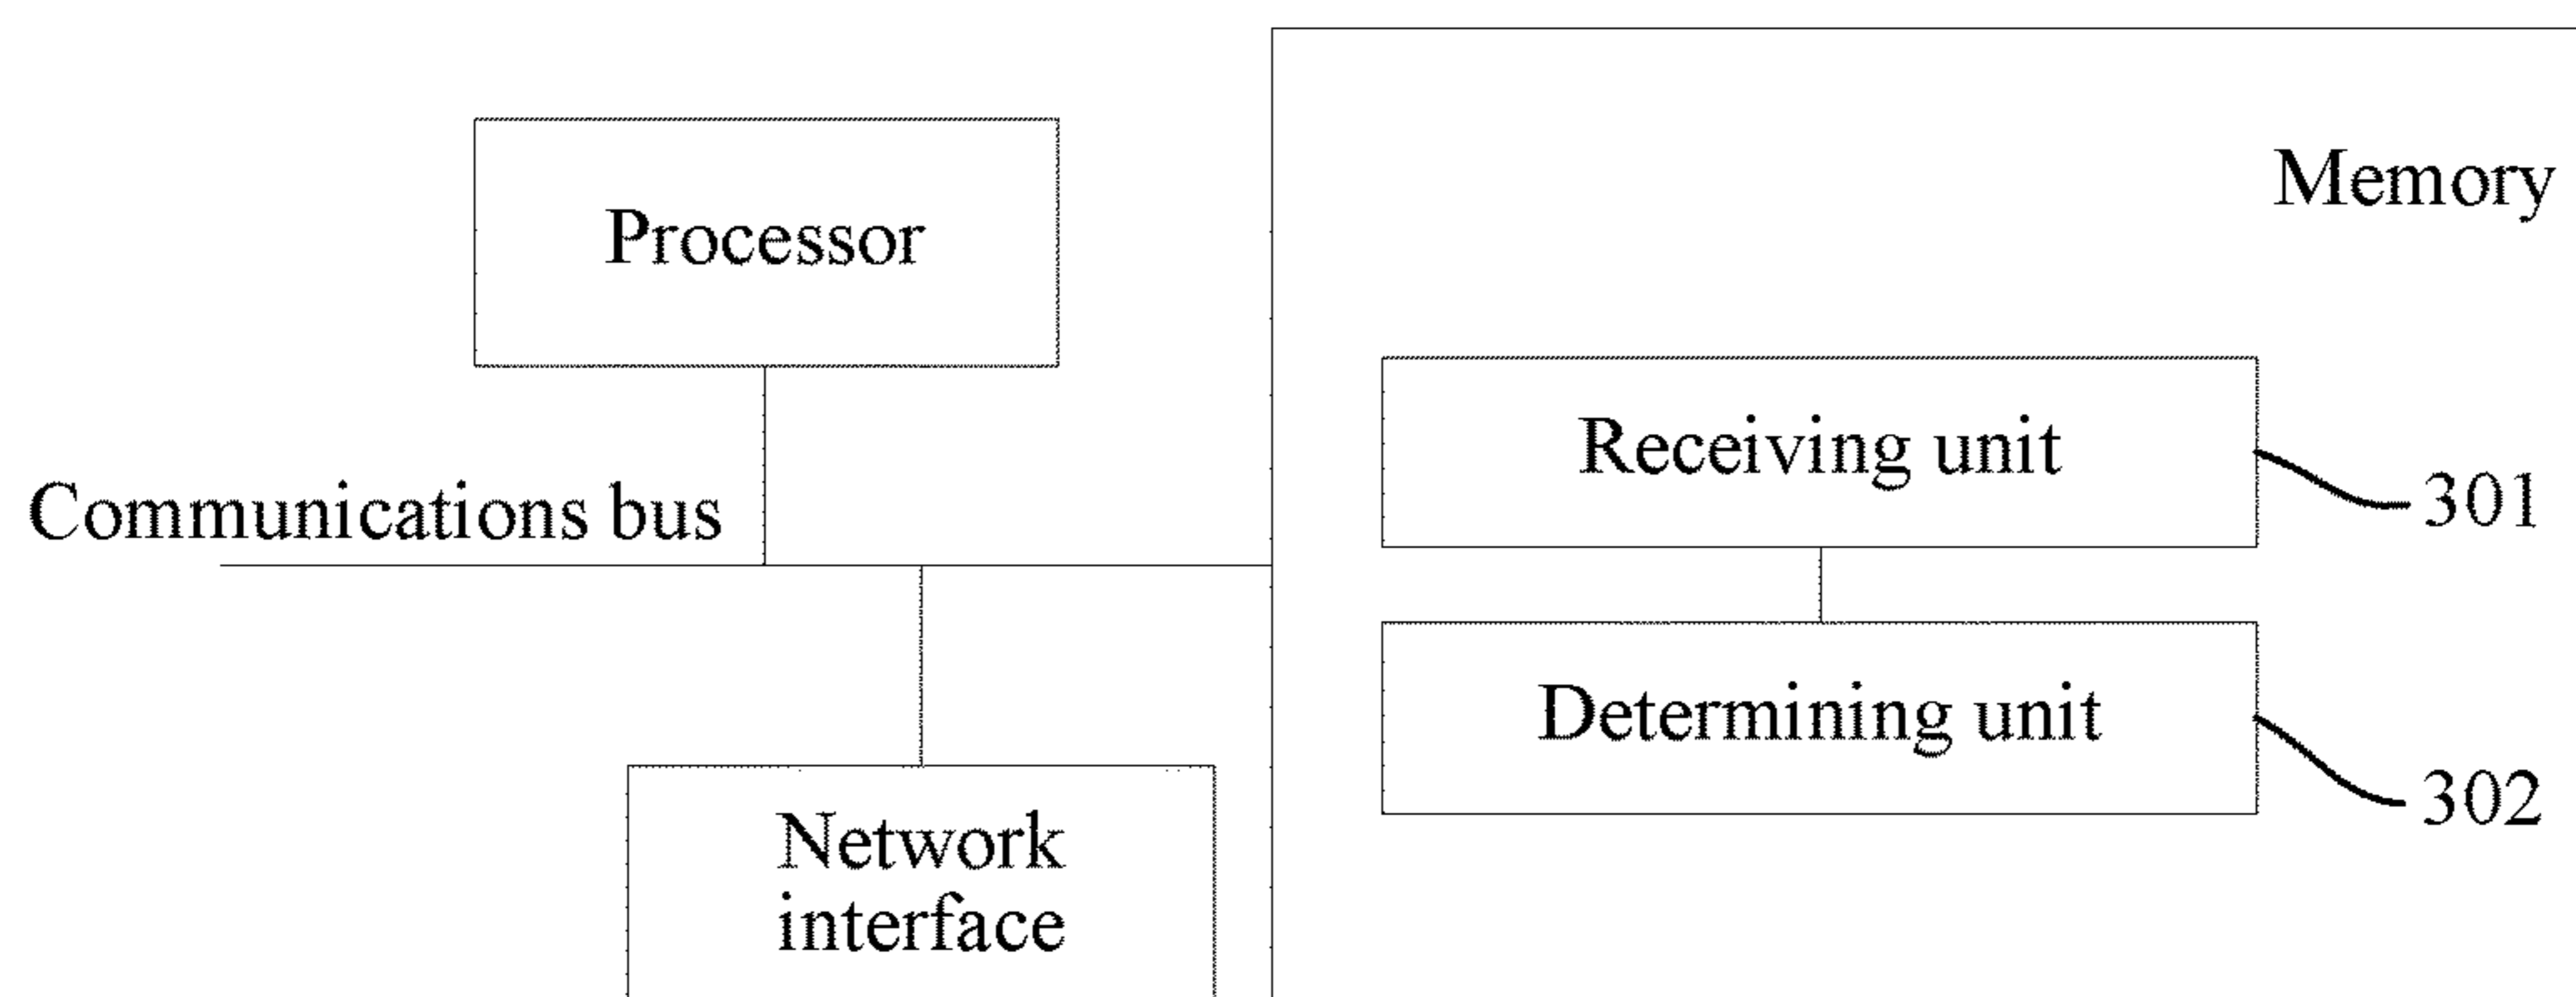 Memory
Processor
Receiving unit
301
Communications bus
Determining unit
302
Network
interface